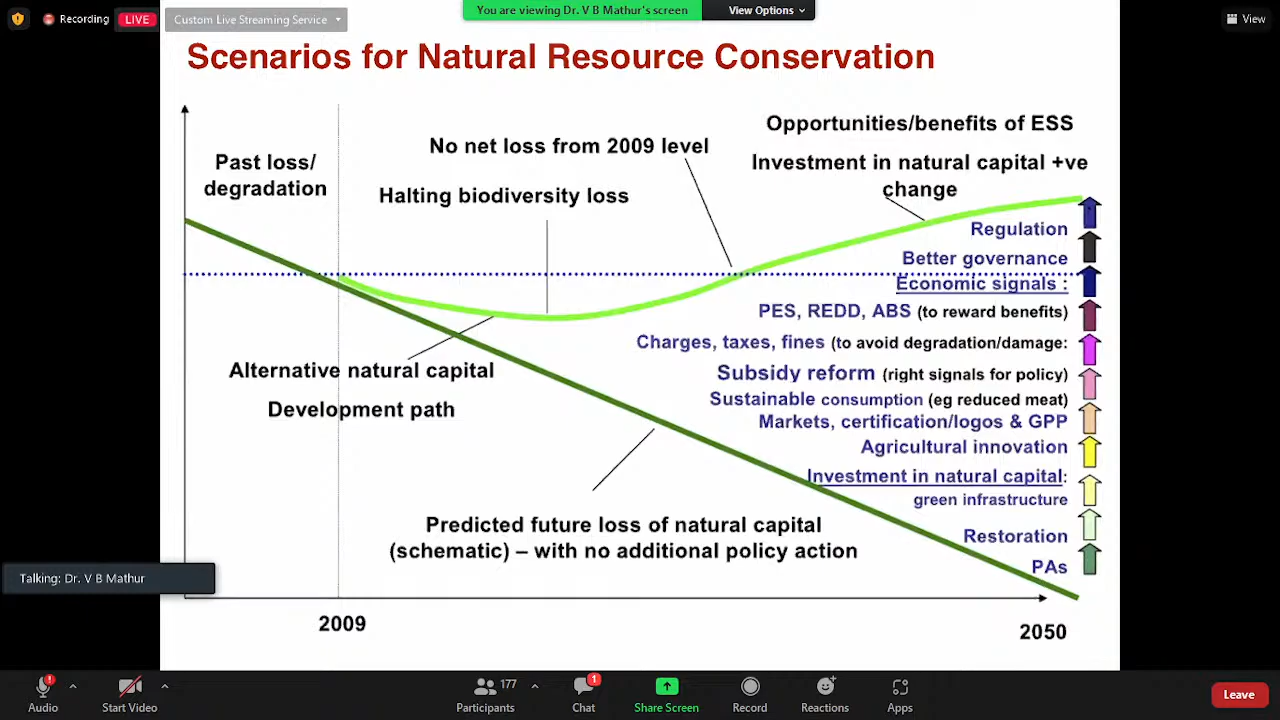 You are viewing Dr. V B Mathur's screen
View Options
Recording
LIVE
Custom Live Streaming Service
View
Scenarios for Natural Resource Conservation
Opportunities/benefits of ESS
No net loss from 2009 level
Past loss/
degradation
Investment in natural capital +ve
change
Halting biodiversity loss
Regulation
Better governance
Economic signals :
PES, REDD, ABS (to reward benefits)
Charges, taxes, fines (to avoid degradation/damage:
Alternative natural capital
Development path
Subsidy reform (right signals for policy)
Sustainable consumption (eg reduced meat)
Markets, certification/logos & GPP
Agricultural innovation
Investment in natural capital:
green infrastructure
Predicted future loss of natural capital
(schematic) – with no additional policy action
Restoration
PAs
Talking: Dr. V B Mathur
2009
2050
Audio
Start Video
177
Participants
1
Chat
Share Screen
Record
Reactions
Apps
Leave